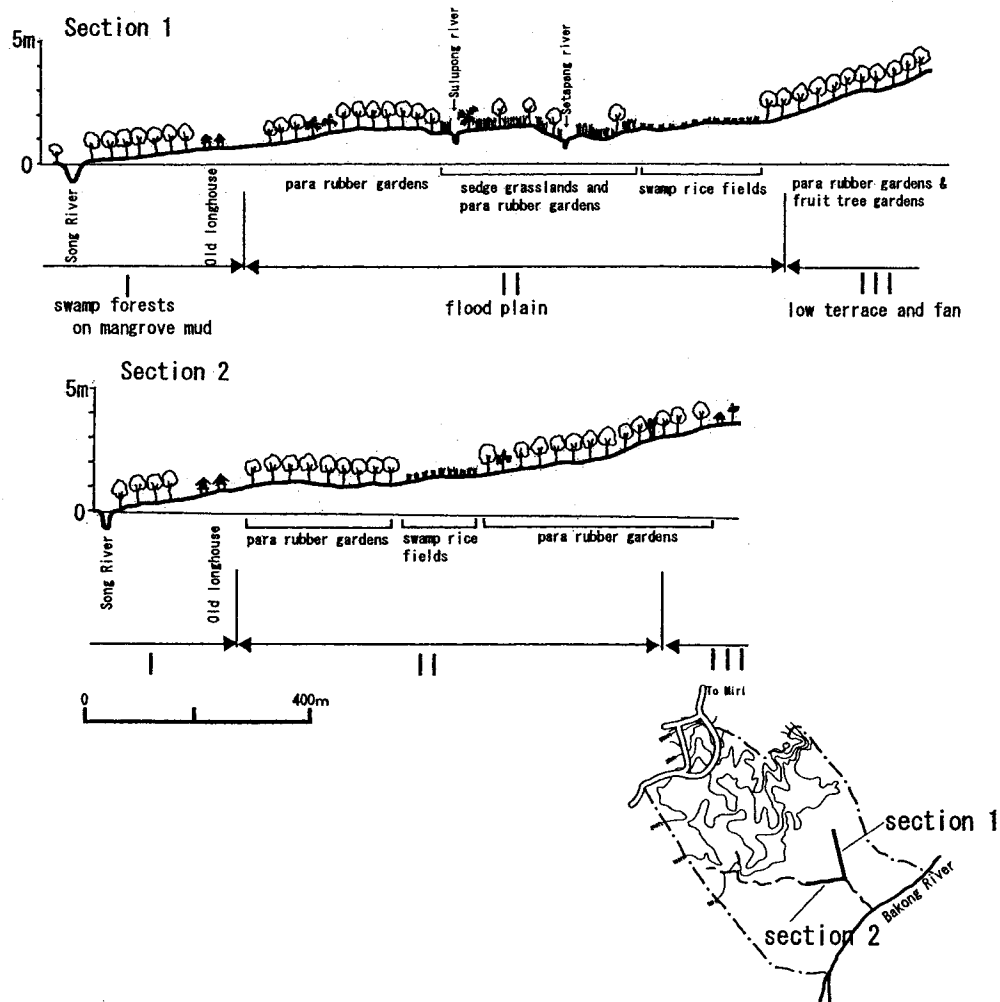 Section 1
5m
0
Sulupong river
Setapang river
Song River
Old longhouse
para rubber gardens
sedge grasslands and
para rubber gardens
swamp rice fields
para rubber gardens &
fruit tree gardens
I
II
III
swamp forests
on mangrove mud
flood plain
low terrace and fan
Section 2
5m
0
Song River
Old longhouse
para rubber gardens
swamp rice
fields
para rubber gardens
I
II
III
0
400m
To Miri
section 1
Bakong River
section 2